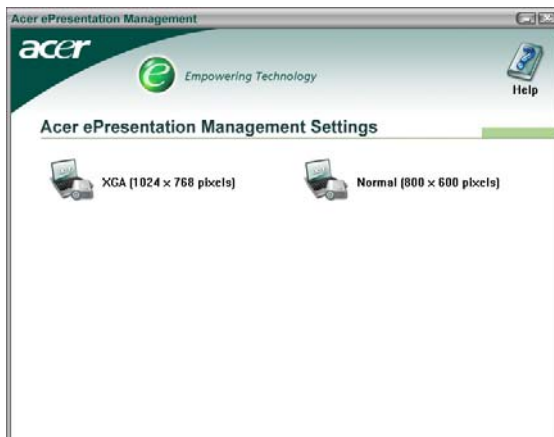 Acer ePresentation Management
acer
e Empowering Technology
Help
Acer ePresentation Management Settings
XGA (1024 x 768 pixels)
Normal (800 x 600 pixels)